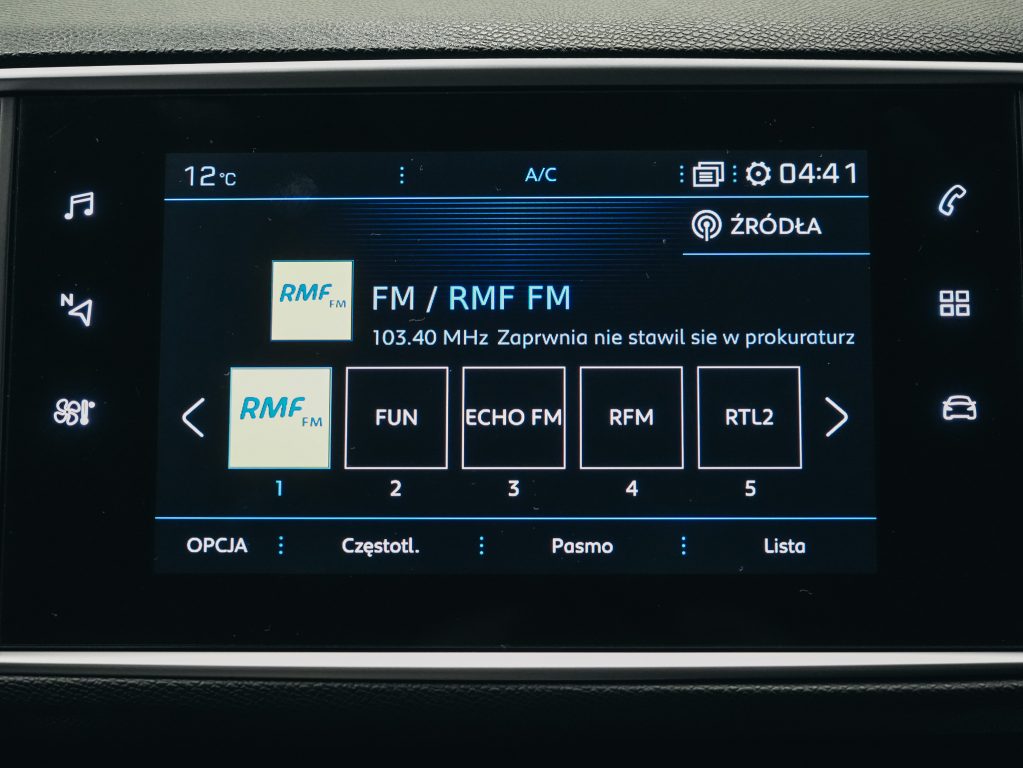 12°C A/C 04:41
ŹRÓDŁA
RMF FM
FM / RMF FM
103.40 MHz Zaprwnia nie stawil sie w prokuraturz
N
RMF FM FUN ECHO FM RFM RTL2
1 2 3 4 5
OPCJA Częstotl. Pasmo Lista